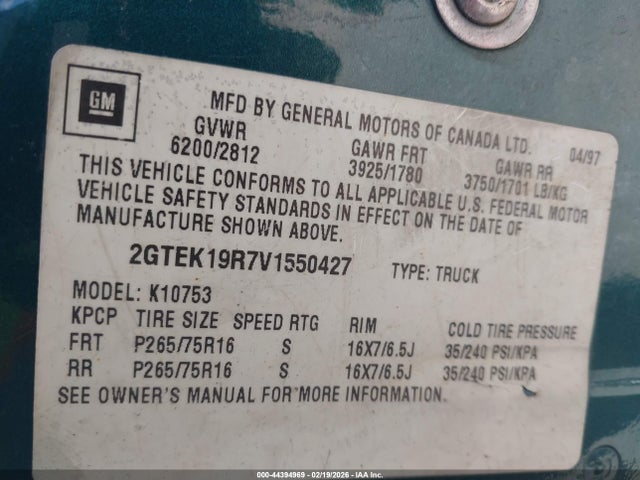 GM
MFD BY GENERAL MOTORS OF CANADA LTD.
04/97
GVWR GAWR FRT GAWR RR
6200/2812 3925/1780 3750/1701 LB/KG
THIS VEHICLE CONFORMS TO ALL APPLICABLE U.S. FEDERAL MOTOR
VEHICLE SAFETY STANDARDS IN EFFECT ON THE DATE OF
MANUFACTURE SHOWN ABOVE.
2GTEK19R7V1550427 TYPE: TRUCK
MODEL: K10753
KPCP TIRE SIZE SPEED RTG RIM COLD TIRE PRESSURE
FRT P265/75R16 S 16X7/6.5J 35/240 PSI/KPA
RR P265/75R16 S 16X7/6.5J 35/240 PSI/KPA
SEE OWNER'S MANUAL FOR MORE INFORMATION.
000-44394969 - 02/19/2026 - IAA Inc.